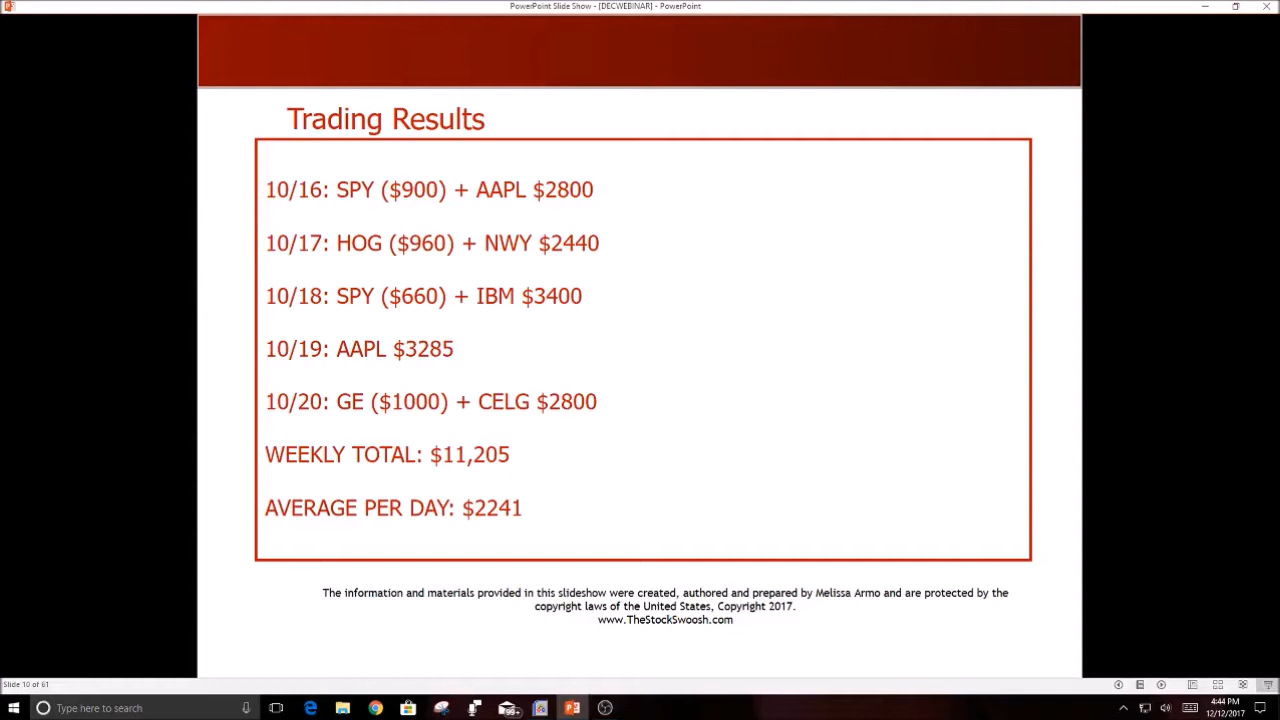 PowerPoint Slide Show - [DECWEBINAR] - PowerPoint
Trading Results
10/16: SPY ($900) + AAPL $2800
10/17: HOG ($960) + NWY $2440
10/18: SPY ($660) + IBM $3400
10/19: AAPL $3285
10/20: GE ($1000) + CELG $2800
WEEKLY TOTAL: $11,205
AVERAGE PER DAY: $2241
The information and materials provided in this slideshow were created, authored and prepared by Melissa Armo and are protected by the
copyright laws of the United States, Copyright 2017.
www.TheStockSwoosh.com
Slide 10 of 61
Type here to search
4:44 PM
12/12/2017